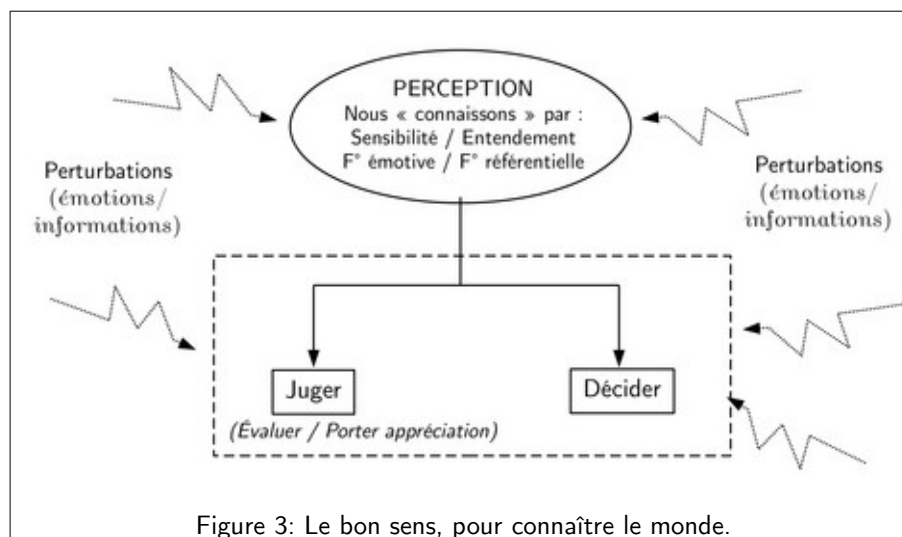 PERCEPTION
Nous « connaissons » par :
Sensibilité / Entendement
F° émotive / F° référentielle
Perturbations
(émotions/
informations)
Perturbations
(émotions/
informations)
Juger
Décider
(Évaluer / Porter appréciation)
Figure 3: Le bon sens, pour connaître le monde.